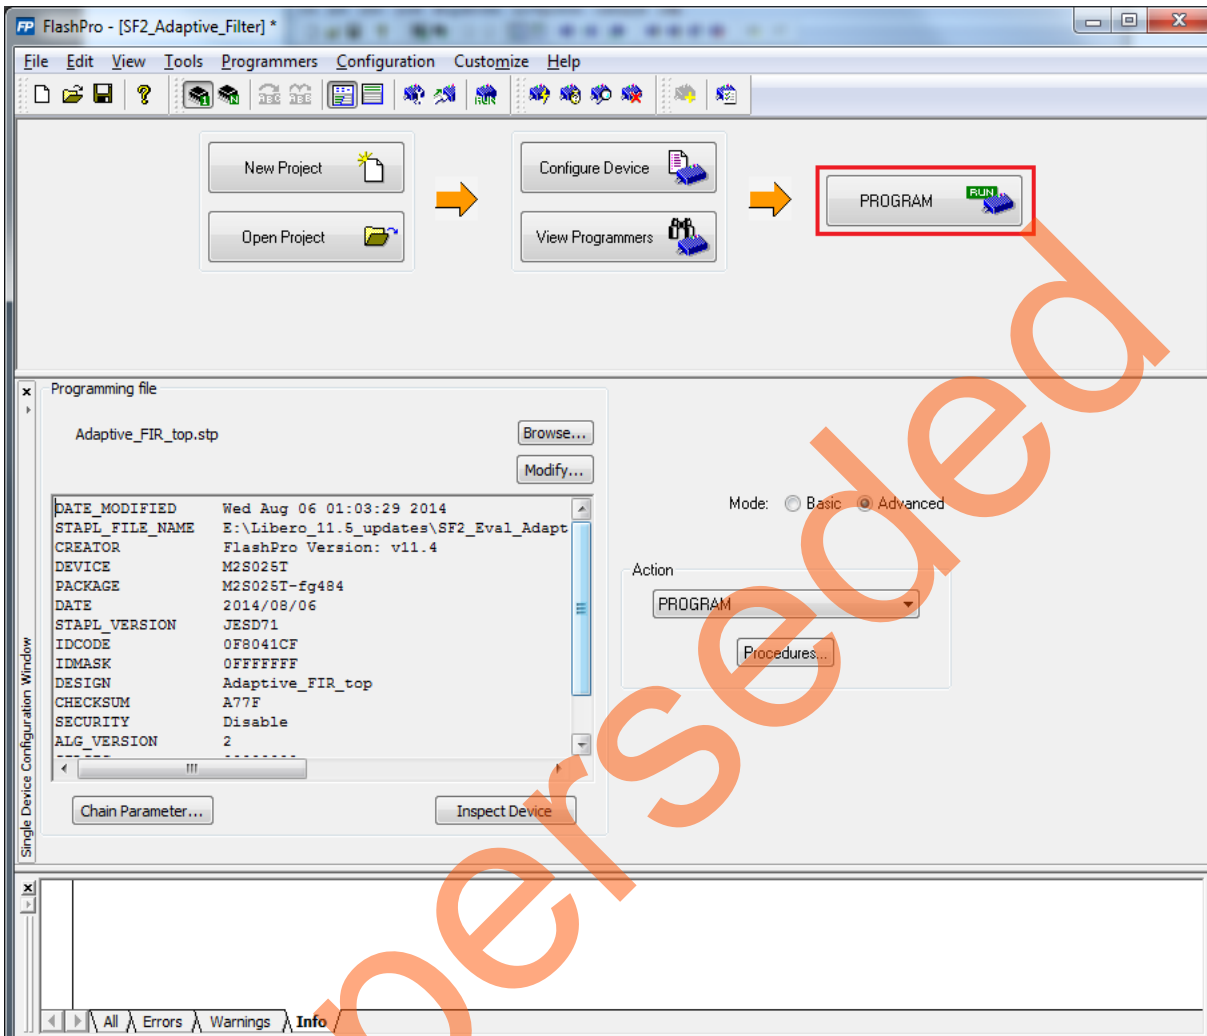 FP FlashPro - [SF2_Adaptive_Filter] *
File Edit View Tools Programmers Configuration Customize Help
New Project
Configure Device
PROGRAM
RUN
Open Project
View Programmers
Programming file
Adaptive_FIR_top.stp
Browse...
Modify...
DATE_MODIFIED Wed Aug 06 01:03:29 2014
STAPL_FILE_NAME E:\Libero_11.5_updates\SF2_Eval_Adapt
CREATOR FlashPro Version: v11.4
DEVICE M2S025T
PACKAGE M2S025T-fg484
DATE 2014/08/06
STAPL_VERSION JESD71
IDCODE 0F8041CF
IDMASK 0FFFFFFF
DESIGN Adaptive_FIR_top
CHECKSUM A77F
SECURITY Disable
ALG_VERSION 2
Mode: Basic Advanced
Action
PROGRAM
Procedures...
Chain Parameter...
Inspect Device
Single Device Configuration Window
All Errors Warnings Info
perseded